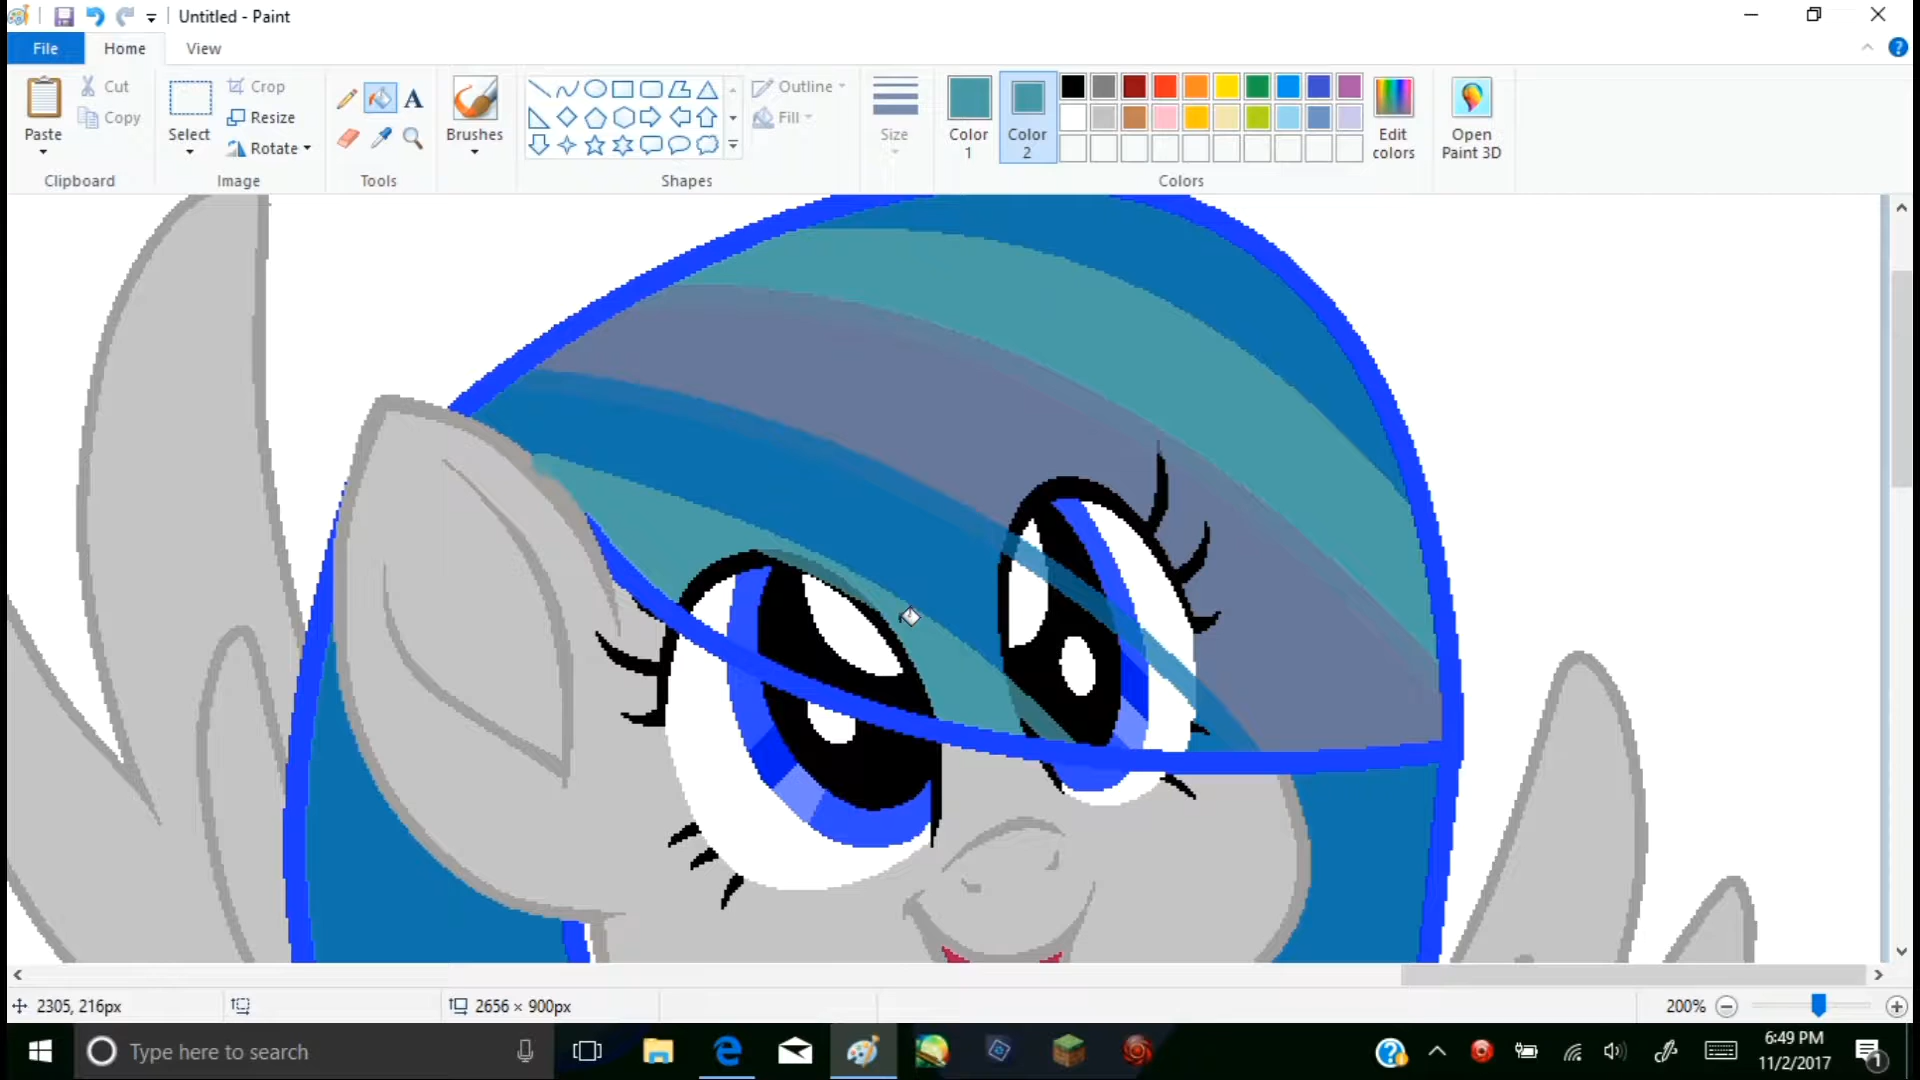 Untitled - Paint
File Home View
Paste
Cut
Copy
Clipboard
Select
Crop
Resize
Rotate
Image
A
Tools
Brushes
Outline
Fill
Shapes
Size
Color 1
Color 2
Edit colors
Colors
Open Paint 3D
2305, 216px
2656 × 900px
200%
Type here to search
6:49 PM
11/2/2017
1